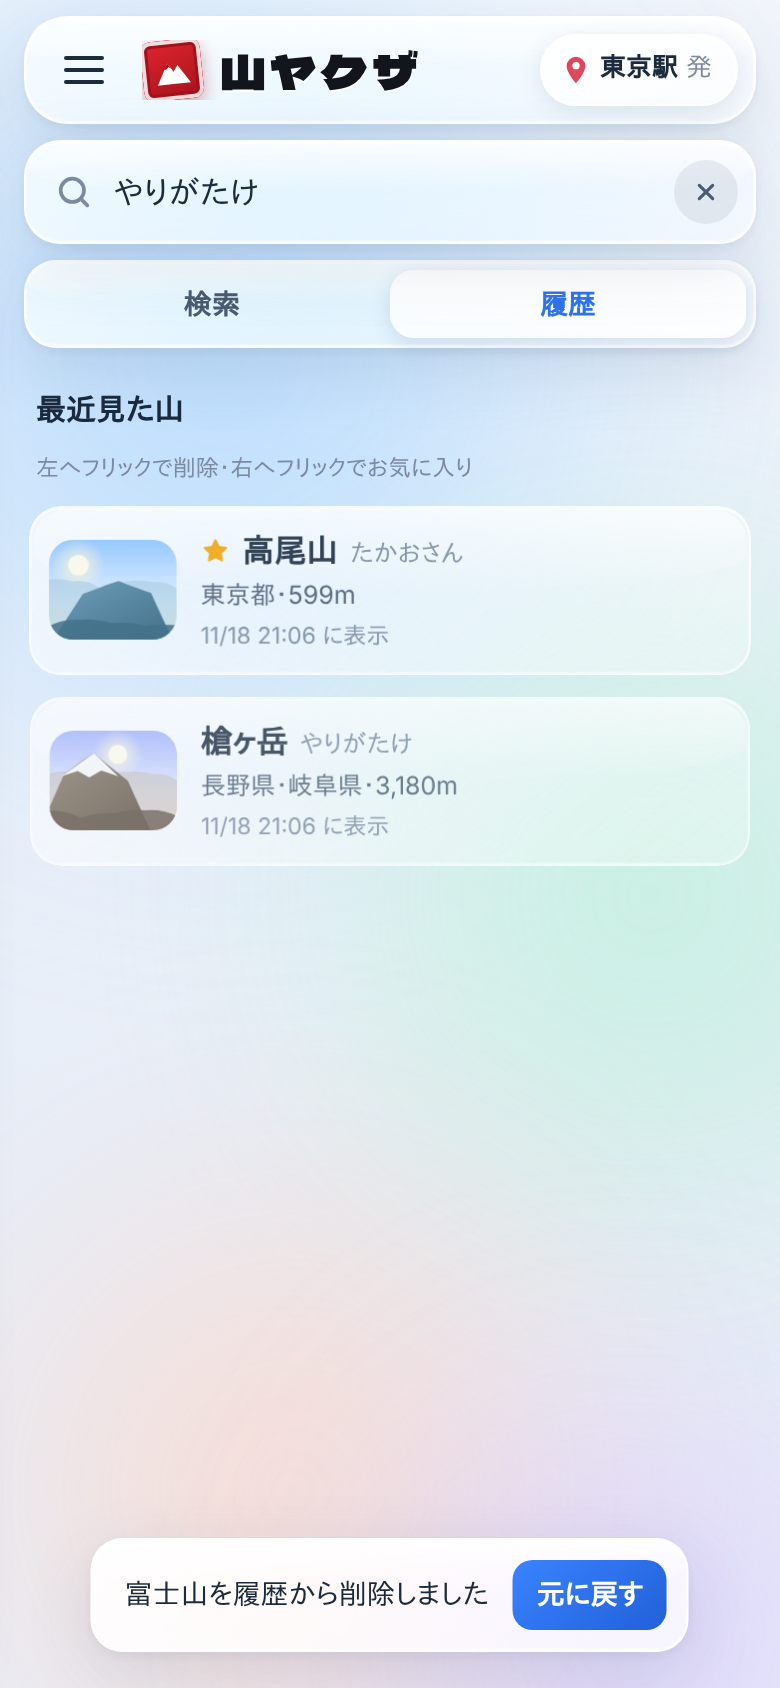 山ヤクザ
東京駅 発
やりがたけ
検索
履歴
最近見た山
左へフリックで削除·右へフリックでお気に入り
高尾山 たかおさん
東京都·599m
11/18 21:06 に表示
槍ヶ岳 やりがたけ
長野県·岐阜県·3,180m
11/18 21:06 に表示
富士山を履歴から削除しました
元に戻す